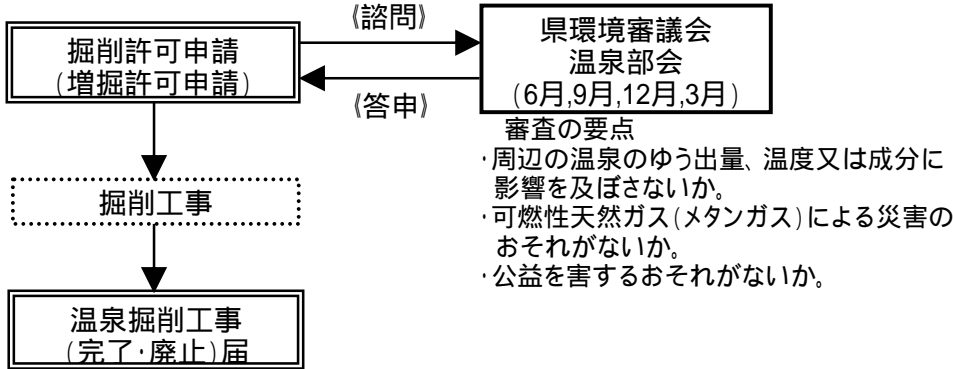 《諮問》
掘削許可申請
(増掘許可申請)
県環境審議会
温泉部会
(6月,9月,12月,3月)
《答申》
審査の要点
・周辺の温泉のゆう出量、温度又は成分に
影響を及ぼさないか。
・可燃性天然ガス(メタンガス)による災害の
おそれがないか。
・公益を害するおそれがないか。
掘削工事
温泉掘削工事
(完了・廃止)届